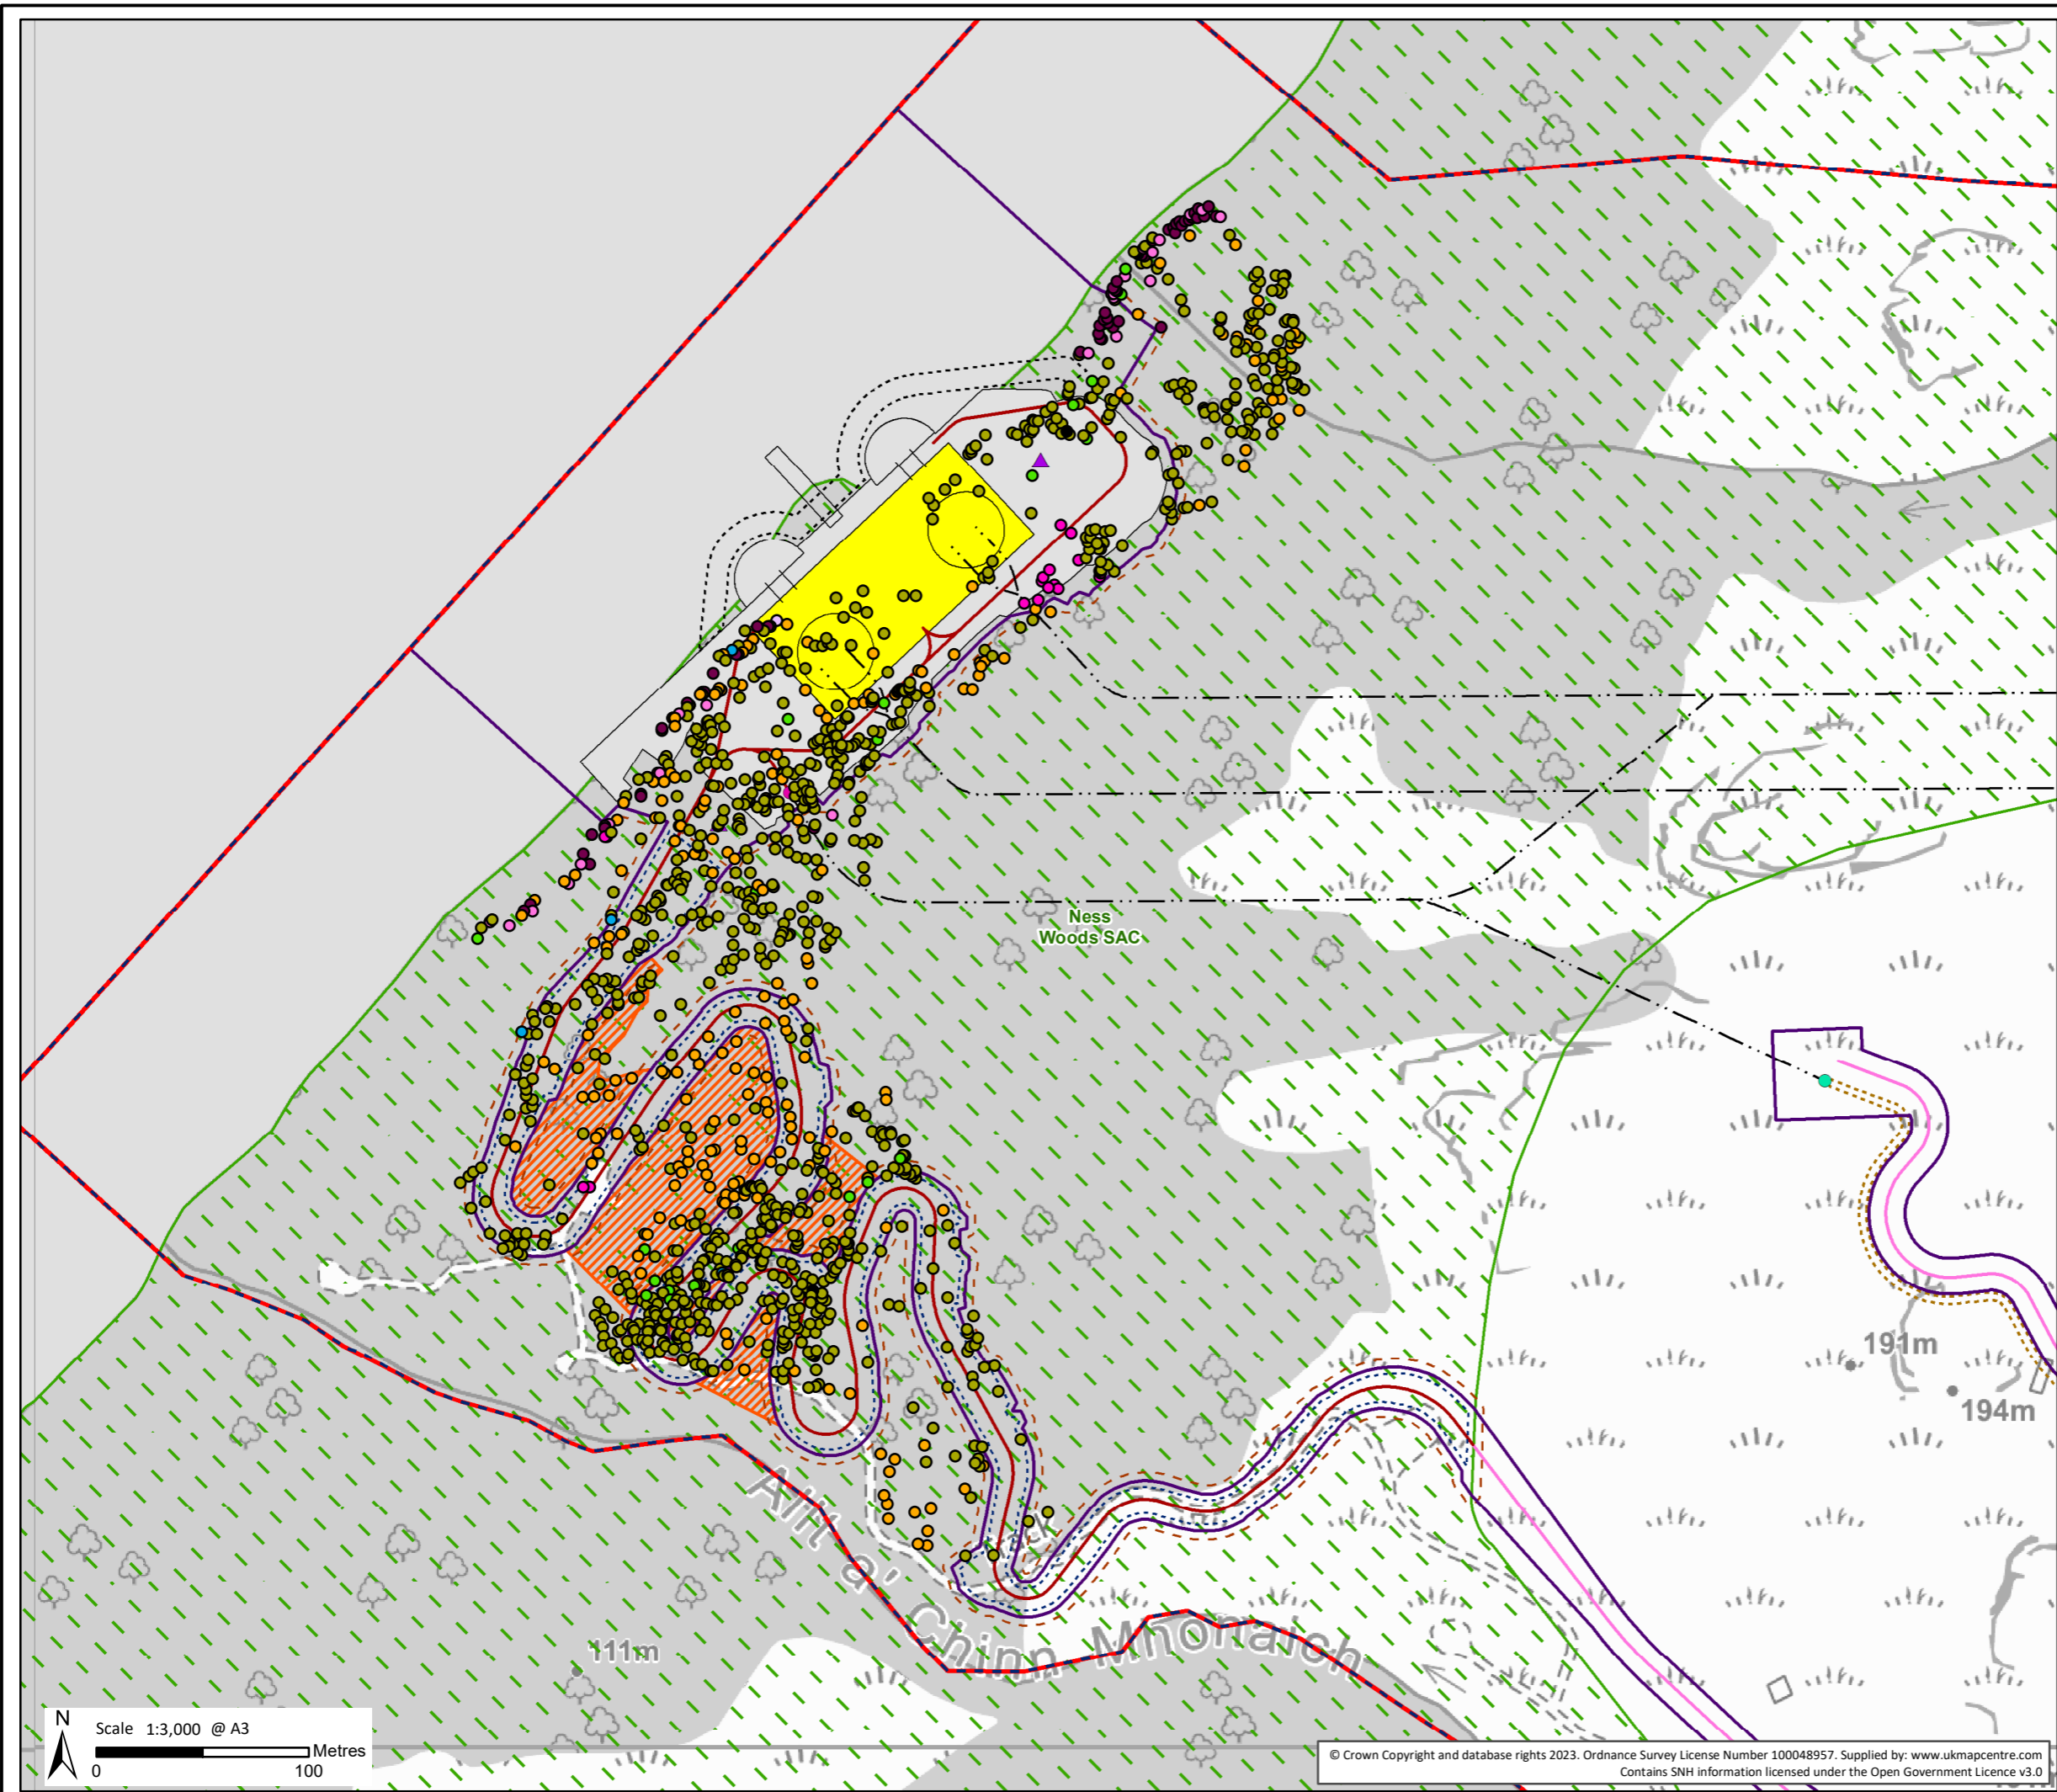 Ness
Woods SAC
191m
194m
Allt a' Chinn Mhonaich
111m
N
Scale 1:3,000 @ A3
Metres
0 100
© Crown Copyright and database rights 2023. Ordnance Survey License Number 100048957. Supplied by: www.ukmapcentre.com
Contains SNH information licensed under the Open Government Licence v3.0